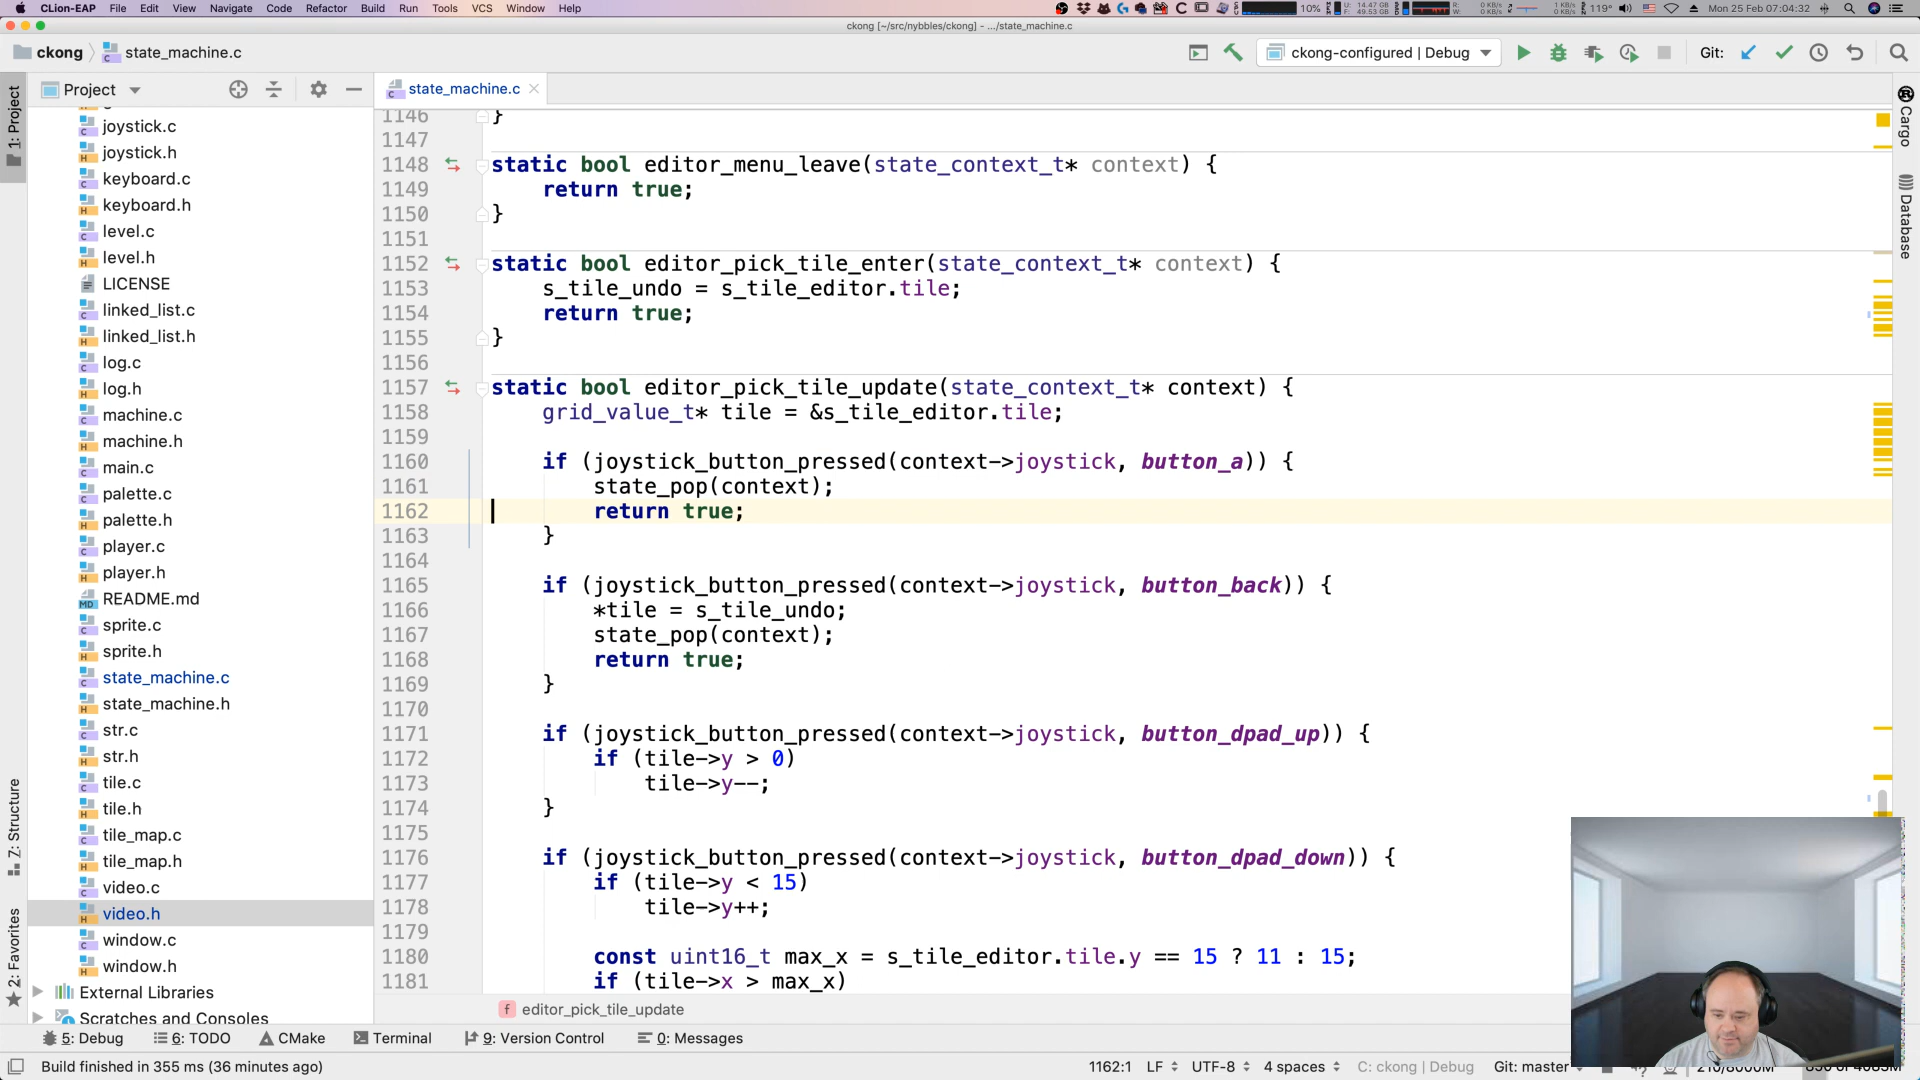 CLion-EAP File Edit View Navigate Code Refactor Build Run Tools VCS Window Help 10% 119° Mon 25 Feb 07:04:32
ckong [~/src/nybbles/ckong] - .../state_machine.c
ckong state_machine.c
ckong-configured | Debug Git:
Project
state_machine.c
1: Project
Z: Structure
2: Favorites
Cargo
Database
joystick.c
joystick.h
keyboard.c
keyboard.h
level.c
level.h
LICENSE
linked_list.c
linked_list.h
log.c
log.h
machine.c
machine.h
main.c
palette.c
palette.h
player.c
player.h
README.md
sprite.c
sprite.h
state_machine.c
state_machine.h
str.c
str.h
tile.c
tile.h
tile_map.c
tile_map.h
video.c
video.h
window.c
window.h
External Libraries
Scratches and Consoles
1146 }
1147
1148 static bool editor_menu_leave(state_context_t* context) {
1149 return true;
1150 }
1151
1152 static bool editor_pick_tile_enter(state_context_t* context) {
1153 s_tile_undo = s_tile_editor.tile;
1154 return true;
1155 }
1156
1157 static bool editor_pick_tile_update(state_context_t* context) {
1158 grid_value_t* tile = &s_tile_editor.tile;
1159
1160 if (joystick_button_pressed(context->joystick, button_a)) {
1161 state_pop(context);
1162 return true;
1163 }
1164
1165 if (joystick_button_pressed(context->joystick, button_back)) {
1166 *tile = s_tile_undo;
1167 state_pop(context);
1168 return true;
1169 }
1170
1171 if (joystick_button_pressed(context->joystick, button_dpad_up)) {
1172 if (tile->y > 0)
1173 tile->y--;
1174 }
1175
1176 if (joystick_button_pressed(context->joystick, button_dpad_down)) {
1177 if (tile->y < 15)
1178 tile->y++;
1179
1180 const uint16_t max_x = s_tile_editor.tile.y == 15 ? 11 : 15;
1181 if (tile->x > max_x)
f editor_pick_tile_update
5: Debug 6: TODO CMake Terminal 9: Version Control 0: Messages
Build finished in 355 ms (36 minutes ago) 1162:1 LF UTF-8 4 spaces C: ckong | Debug Git: master